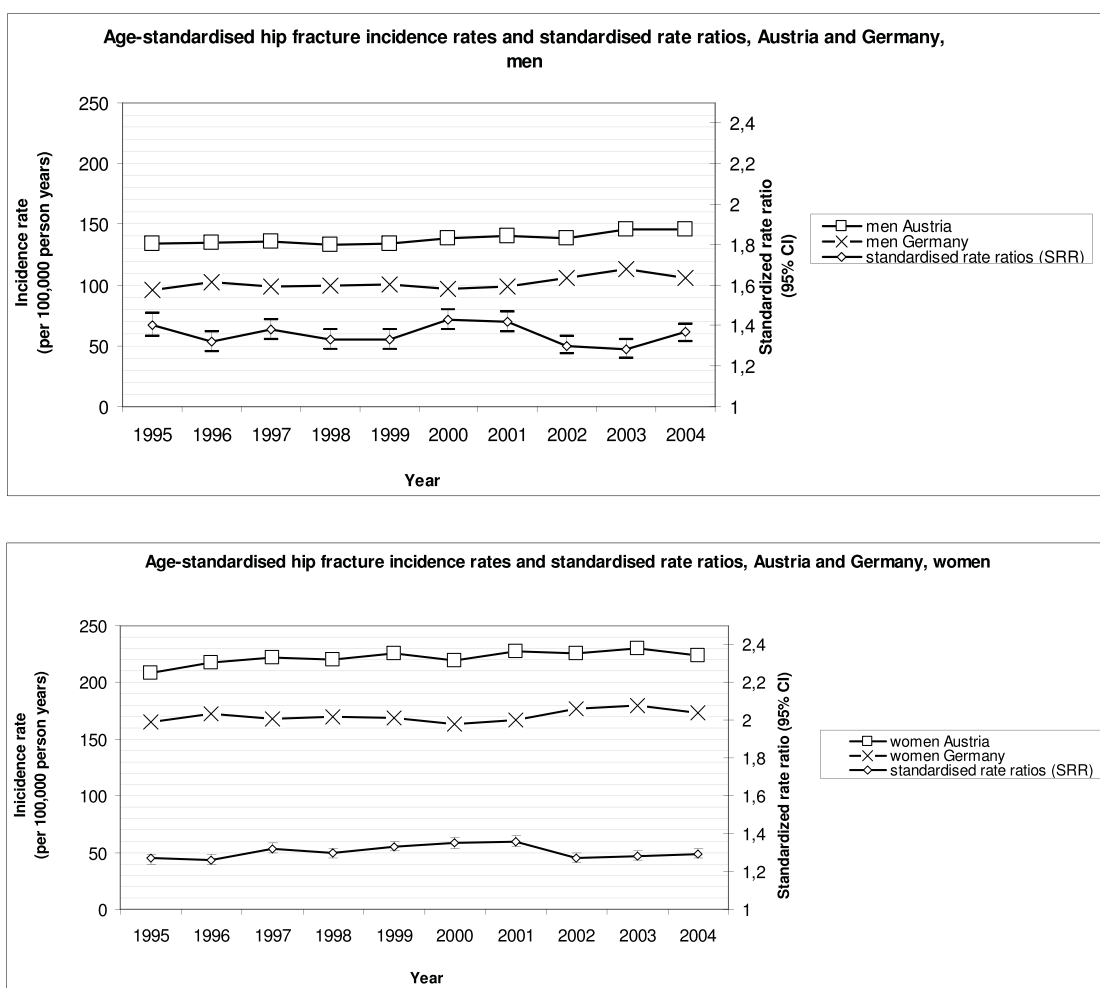 Age-standardised hip fracture incidence rates and standardised rate ratios, Austria and Germany,
men
250
200
150
100
50
0
Inicidence rate
(per 100,000 person years)
2,4
2,2
2
1,8
1,6
1,4
1,2
1
Standardized rate ratio
(95% CI)
1995 1996 1997 1998 1999 2000 2001 2002 2003 2004
Year
men Austria
men Germany
standardised rate ratios (SRR)
Age-standardised hip fracture incidence rates and standardised rate ratios, Austria and Germany, women
250
200
150
100
50
0
Inicidence rate
(per 100,000 person years)
2,4
2,2
2
1,8
1,6
1,4
1,2
1
Standardized rate ratio (95% CI)
1995 1996 1997 1998 1999 2000 2001 2002 2003 2004
Year
women Austria
women Germany
standardised rate ratios (SRR)